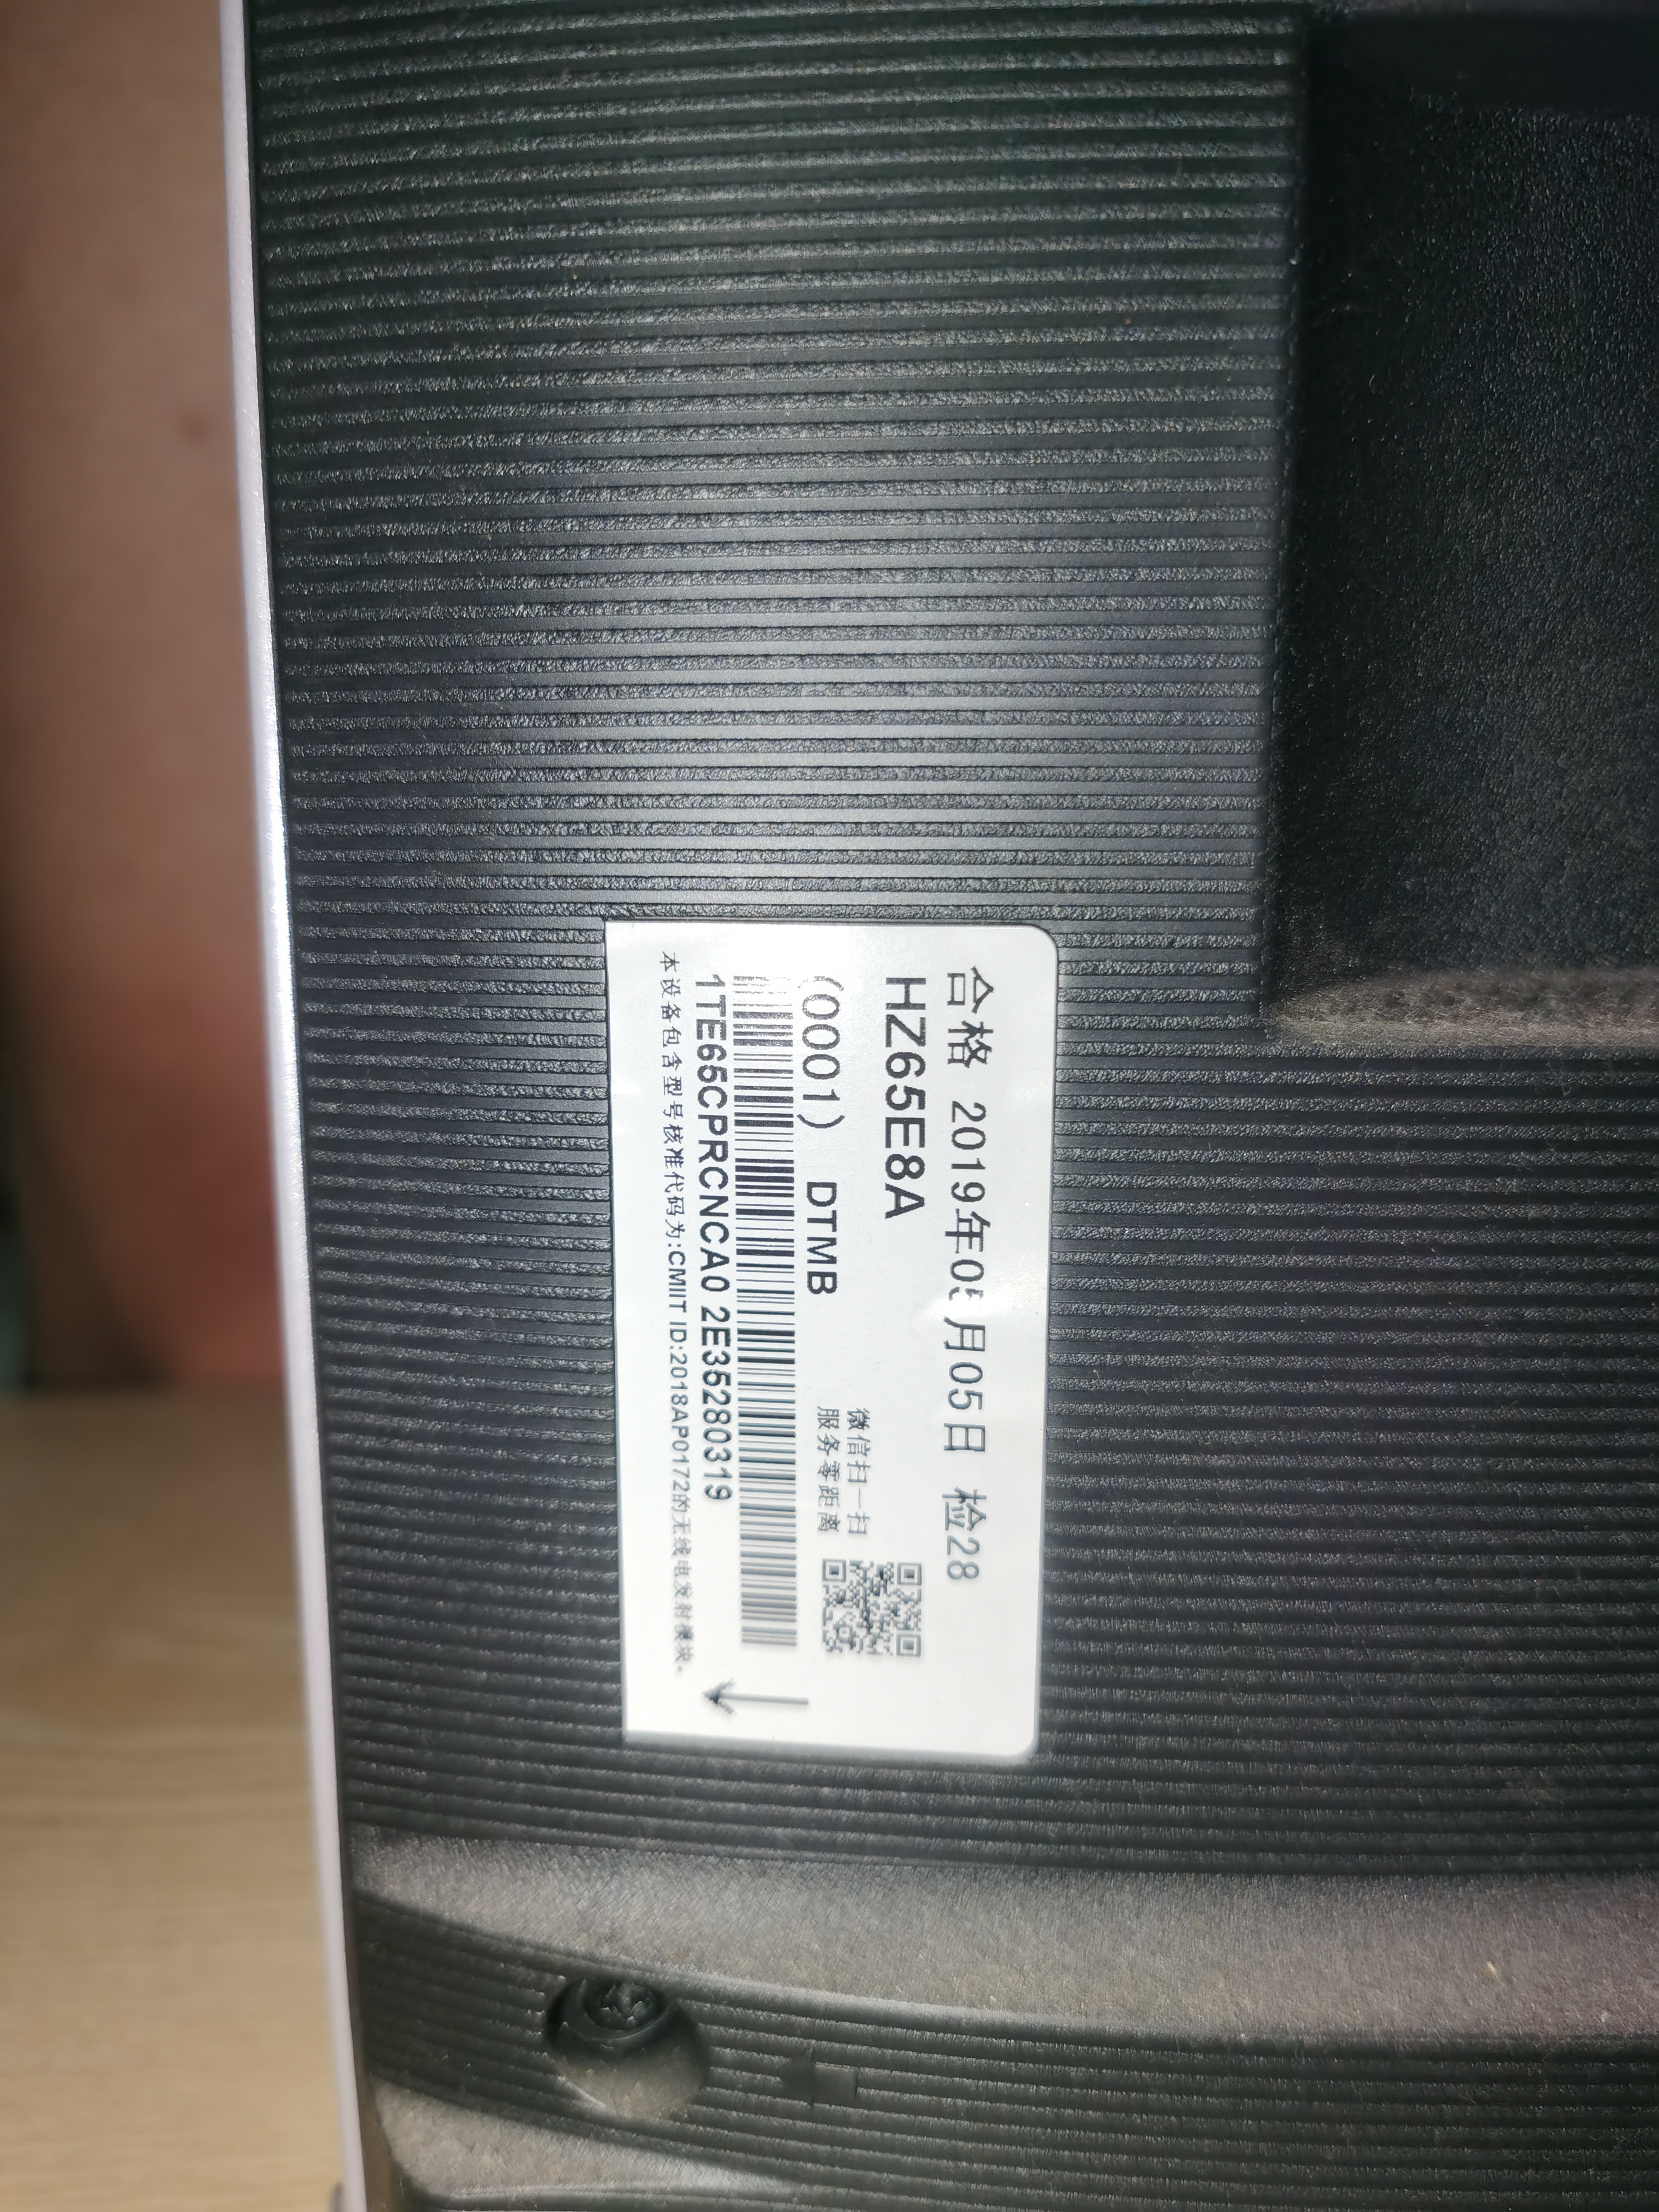 合格 2019年05月05日 检28
HZ65E8A
微信扫一扫
服务零距离
(0001) DTMB
1TE65CPRCNCA0 2E35280319
本设备包含型号核准代码为:CMIIT ID:2018AP0172的无线电发射模块。